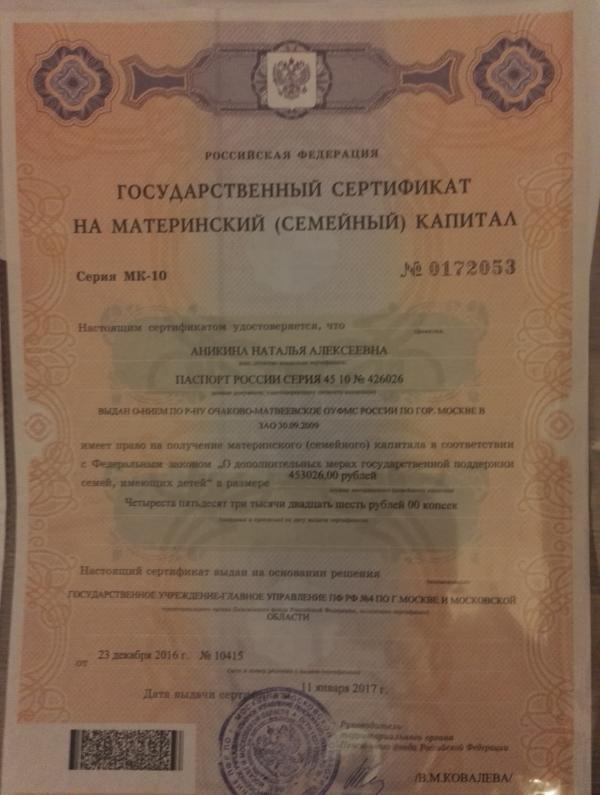 РОССИЙСКАЯ ФЕДЕРАЦИЯ
ГОСУДАРСТВЕННЫЙ СЕРТИФИКАТ
НА МАТЕРИНСКИЙ (СЕМЕЙНЫЙ) КАПИТАЛ
Серия МК-10 № 0172053
Настоящим сертификатом удостоверяется, что
АНИКИНА НАТАЛЬЯ АЛЕКСЕЕВНА
ПАСПОРТ РОССИИ СЕРИЯ 45 10 № 426026
ВЫДАН О-НИЕМ ПО Р-НУ ОЧАКОВО-МАТВЕЕВСКОЕ ОУФМС РОССИИ ПО ГОР. МОСКВЕ В
ЗАО 30.09.2009
имеет право на получение материнского (семейного) капитала в соответствии
с Федеральным законом „О дополнительных мерах государственной поддержки
семей, имеющих детей“ в размере 453026,00 рублей
Четыреста пятьдесят три тысячи двадцать шесть рублей 00 копеек
Настоящий сертификат выдан на основании решения
ГОСУДАРСТВЕННОЕ УЧРЕЖДЕНИЕ-ГЛАВНОЕ УПРАВЛЕНИЕ ПФ РФ №4 ПО Г.МОСКВЕ И МОСКОВСКОЙ
ОБЛАСТИ
от 23 декабря 2016 г. № 10415
Дата выдачи 11 января 2017 г.
Руководитель
территориального органа
Пенсионного фонда Российской Федерации
/В.М.КОВАЛЕВА/